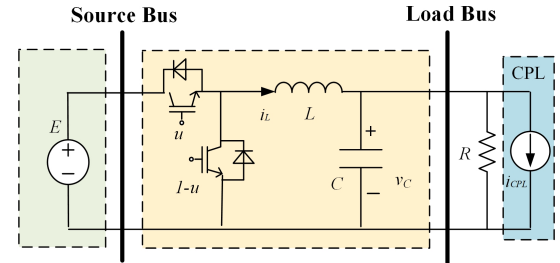 Source Bus
Load Bus
CPL
E
u
i_L
L
R
1-u
C
v_C
i_CPL